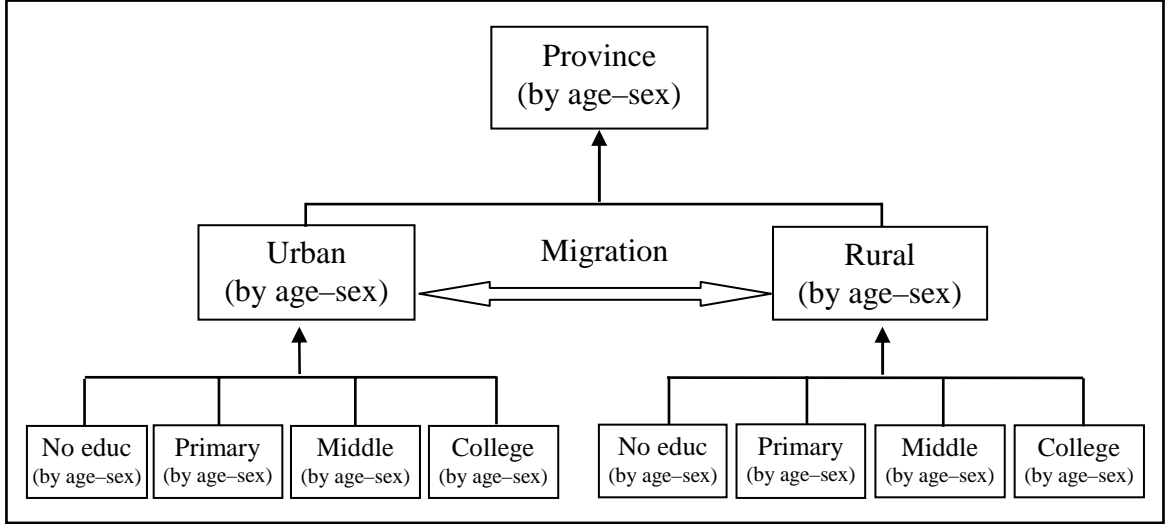 Province
(by age–sex)
Urban
(by age–sex)
Migration
Rural
(by age–sex)
No educ
(by age–sex)
Primary
(by age–sex)
Middle
(by age–sex)
College
(by age–sex)
No educ
(by age–sex)
Primary
(by age–sex)
Middle
(by age–sex)
College
(by age–sex)